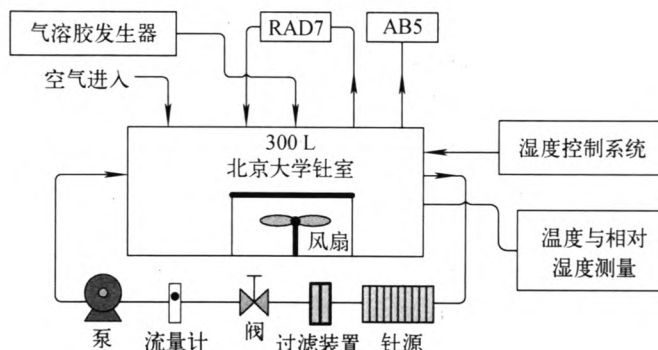 气溶胶发生器
RAD7
AB5
空气进入
300 L
北京大学钍室
湿度控制系统
风扇
温度与相对
湿度测量
泵
流量计
阀
过滤装置
钍源